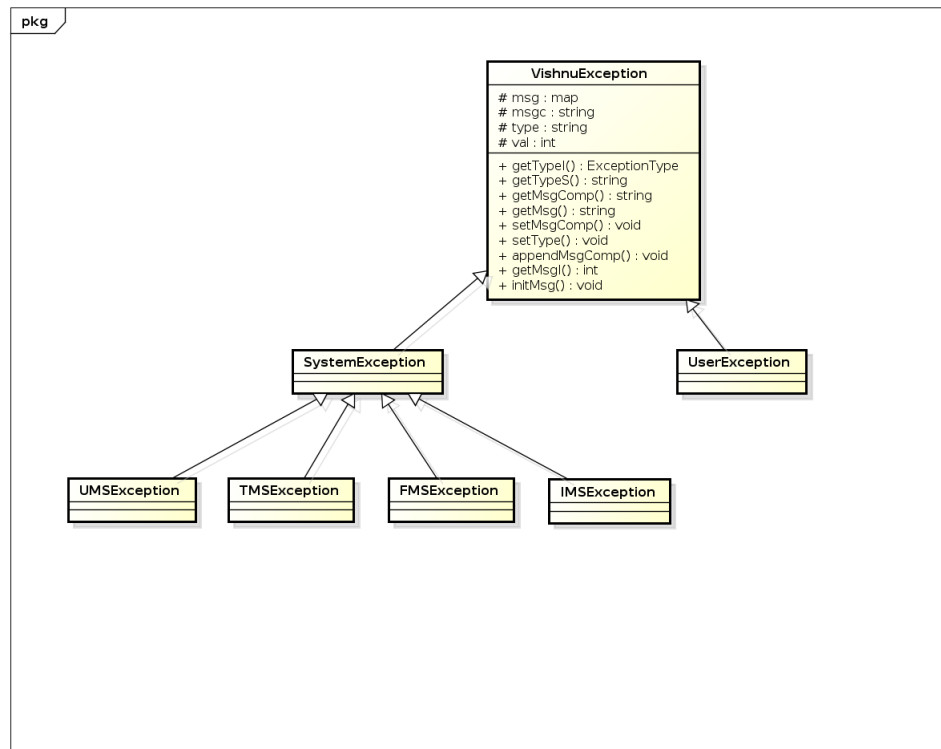 pkg
VishnuException
# msg : map
# msgc : string
# type : string
# val : int
+ getTypeI() : ExceptionType
+ getTypeS() : string
+ getMsgComp() : string
+ getMsg() : string
+ setMsgComp() : void
+ setType() : void
+ appendMsgComp() : void
+ getMsgI() : int
+ initMsg() : void
SystemException
UserException
UMSException
TMSException
FMSException
IMSException